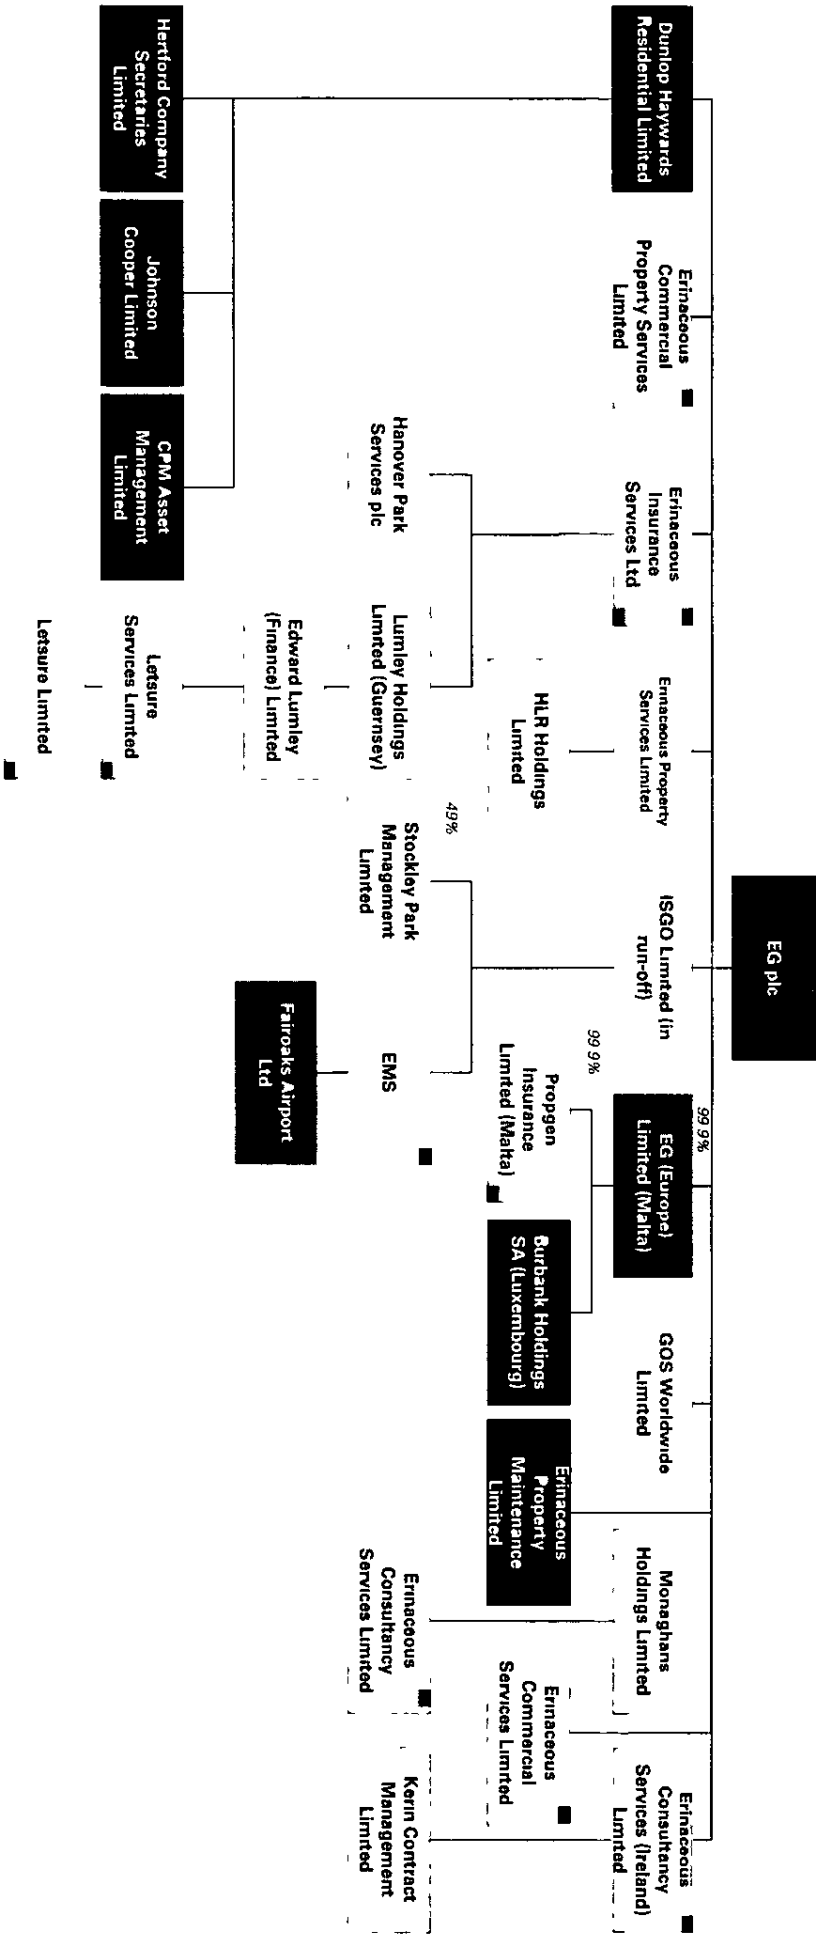 EG plc
Dunlop Haywards
Residential Limited
Erinaceous
Commercial
Property Services
Limited
Erinaceous
Insurance
Services Ltd
Erinaceous Property
Services Limited
ISGO Limited (in
run-off)
99 9%
EG (Europe)
Limited (Malta)
GOS Worldwide
Limited
Monaghans
Holdings Limited
Erinaceous
Consultancy
Services (Ireland)
Limited
HLR Holdings
Limited
99 9%
Propgen
Insurance
Limited (Malta)
Burbank Holdings
SA (Luxembourg)
Erinaceous
Property
Maintenance
Limited
Erinaceous
Commercial
Services Limited
49%
Hanover Park
Services plc
Lumley Holdings
Limited (Guernsey)
Stockley Park
Management
Limited
EMS
Erinaceous
Consultancy
Services Limited
Kerin Contract
Management
Limited
Edward Lumley
(Finance) Limited
Fairoaks Airport
Ltd
Hertford Company
Secretaries
Limited
Johnson
Cooper Limited
CPM Asset
Management
Limited
Letsure
Services Limited
Letsure Limited